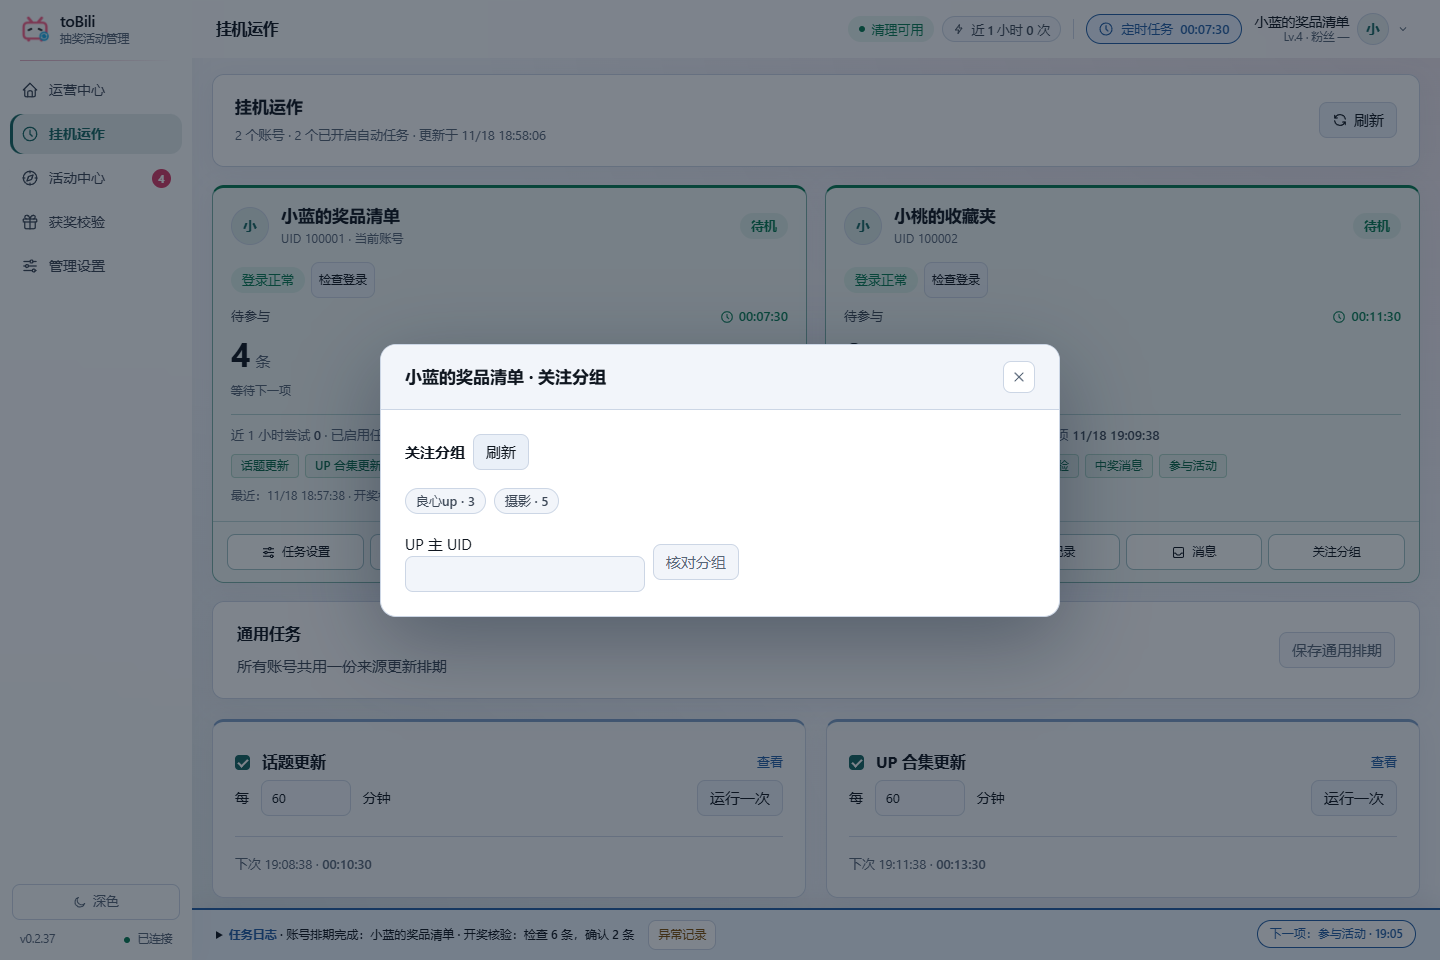 toBili
抽奖活动管理
运营中心
挂机运作
活动中心
4
获奖校验
管理设置
深色
v0.2.37
已连接
挂机运作
清理可用
近 1 小时 0 次
定时任务 00:07:30
小蓝的奖品清单
Lv.4 · 粉丝 —
小
挂机运作
2 个账号 · 2 个已开启自动任务 · 更新于 11/18 18:58:06
刷新
小
小蓝的奖品清单
UID 100001 · 当前账号
待机
登录正常
检查登录
待参与
00:07:30
4 条
等待下一项
近 1 小时尝试 0 · 已启用任
话题更新
UP 合集更新
最近: 11/18 18:57:38 · 开奖
任务设置
小
小桃的收藏夹
UID 100002
待机
登录正常
检查登录
待参与
00:11:30
11/18 19:09:38
中奖消息
参与活动
消息
关注分组
小蓝的奖品清单 · 关注分组
关注分组
刷新
良心up · 3
摄影 · 5
UP 主 UID
核对分组
通用任务
所有账号共用一份来源更新排期
保存通用排期
话题更新
查看
每 60 分钟
运行一次
下次 19:08:38 · 00:10:30
UP 合集更新
查看
每 60 分钟
运行一次
下次 19:11:38 · 00:13:30
任务日志 · 账号排期完成: 小蓝的奖品清单 · 开奖核验: 检查 6 条, 确认 2 条
异常记录
下一项: 参与活动 · 19:05